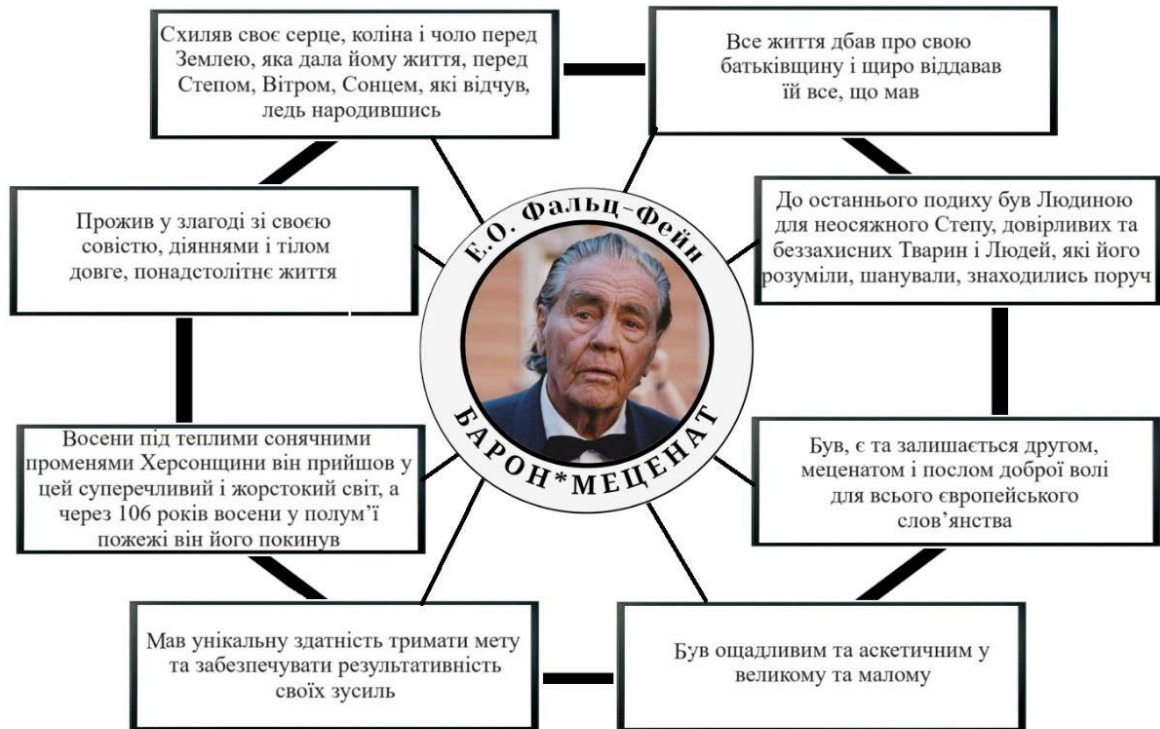 Схиляв своє серце, коліна і чоло перед
Землею, яка дала йому життя, перед
Степом, Вітром, Сонцем, які відчув,
ледь народившись
Все життя дбав про свою
батьківщину і щиро віддавав
їй все, що мав
Прожив у злагоді зі своєю
совістю, діяннями і тілом
довге, понадстолітнє життя
Е.О. Фальц-Фейн
БАРОН*МЕЦЕНАТ
До останнього подиху був Людиною
для неосяжного Степу, довірливих та
беззахисних Тварин і Людей, які його
розуміли, шанували, знаходились поруч
Восени під теплими сонячними
променями Херсонщини він прийшов у
цей суперечливий і жорстокий світ, а
через 106 років восени у полум’ї
пожежі він його покинув
Був, є та залишається другом,
меценатом і послом доброї волі
для всього європейського
слов’янства
Мав унікальну здатність тримати мету
та забезпечувати результативність
своїх зусиль
Був ощадливим та аскетичним у
великому та малому